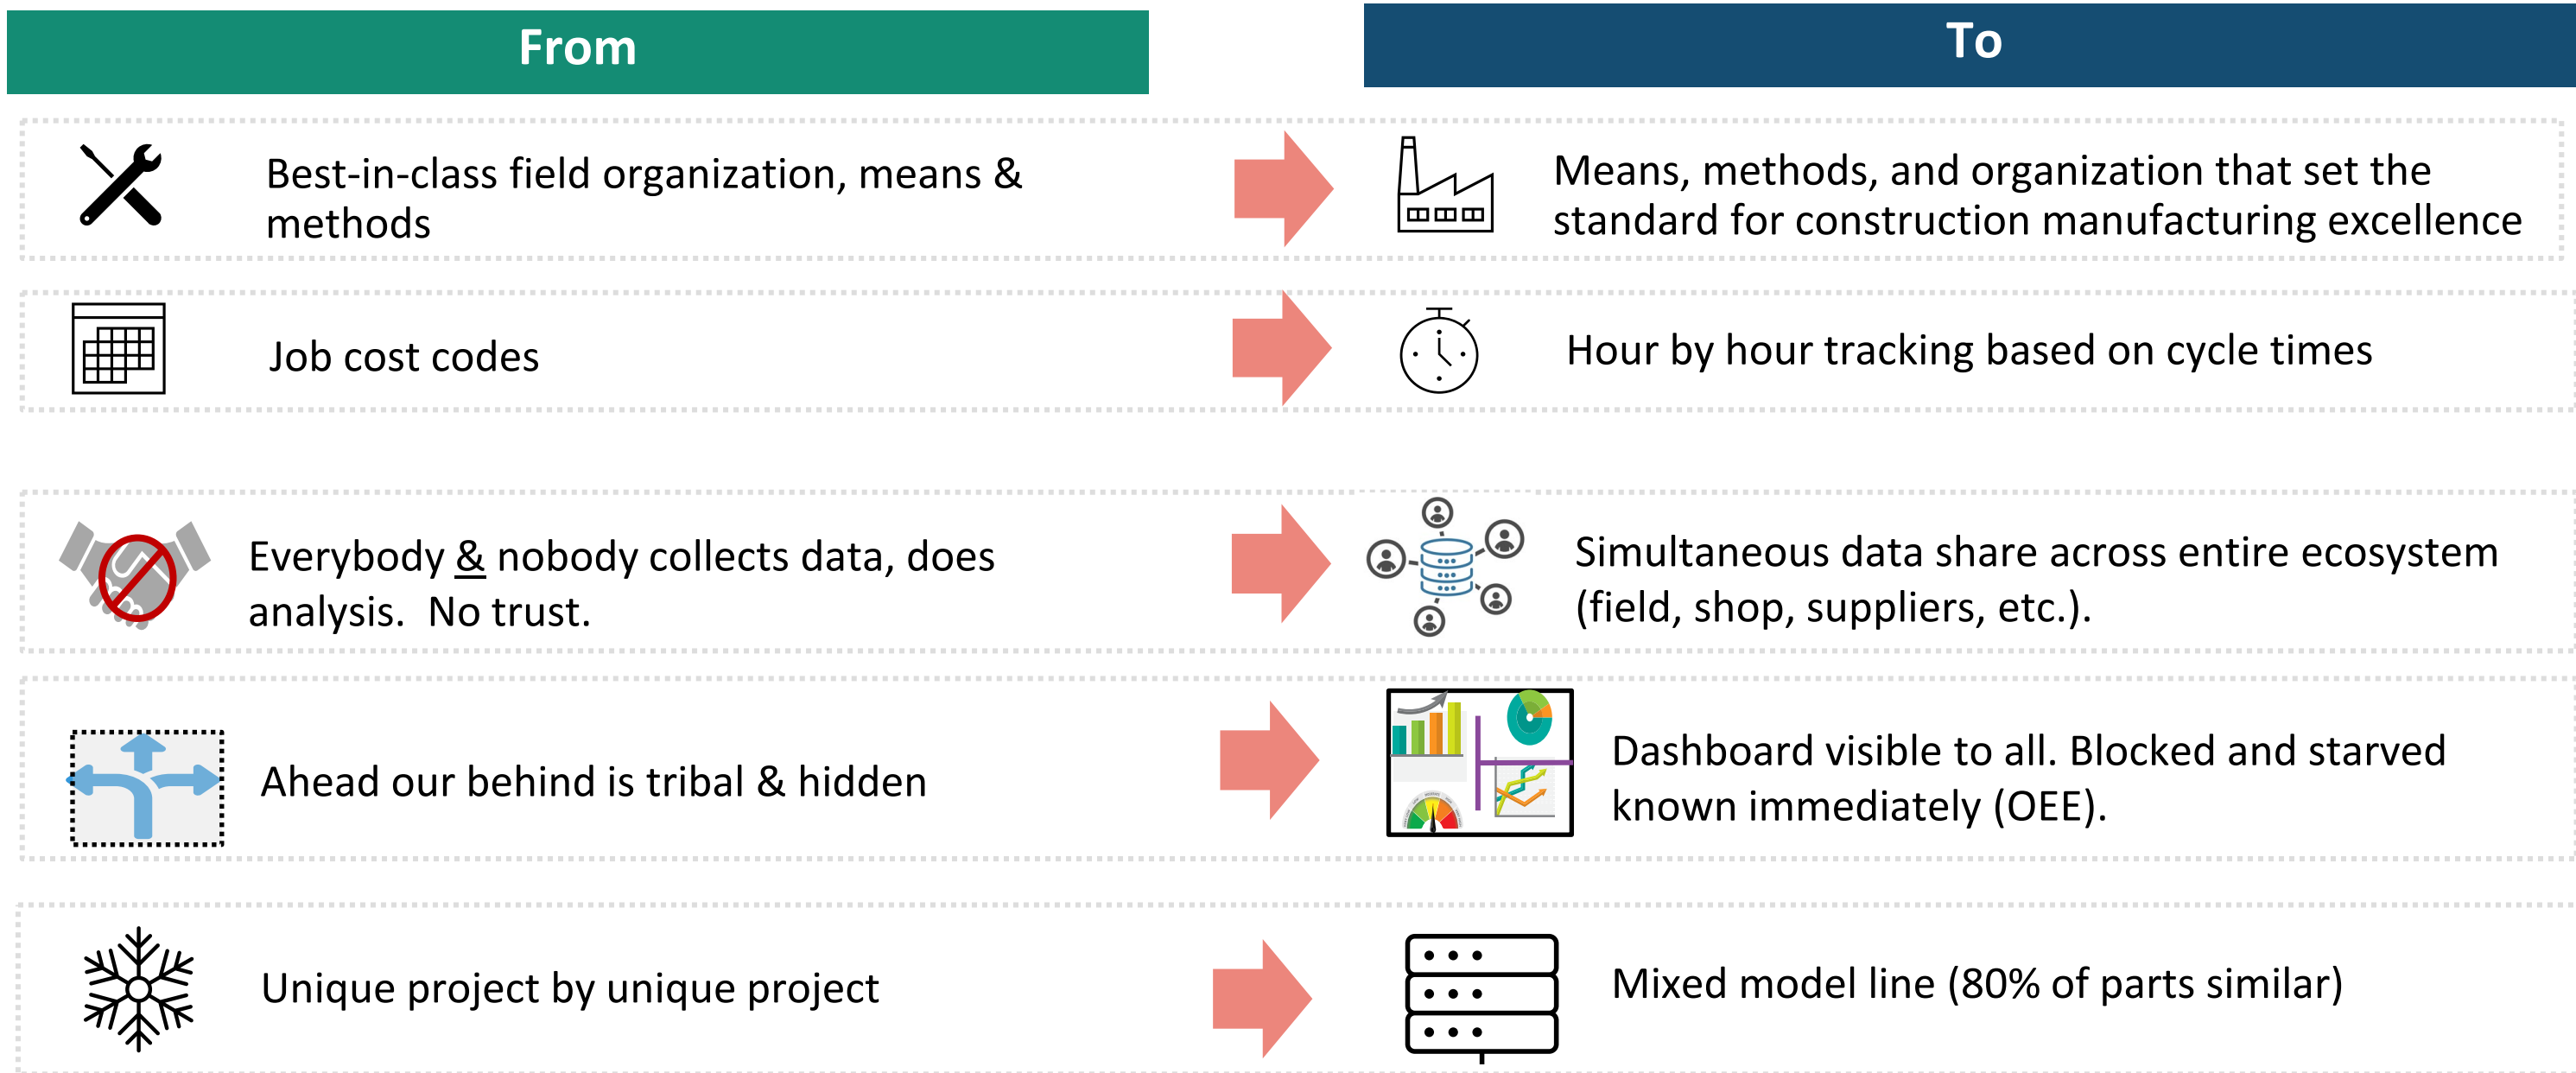 From
To
Best-in-class field organization, means &
methods
Means, methods, and organization that set the
standard for construction manufacturing excellence
Job cost codes
Hour by hour tracking based on cycle times
Everybody & nobody collects data, does
analysis.  No trust.
Simultaneous data share across entire ecosystem
(field, shop, suppliers, etc.).
Ahead our behind is tribal & hidden
Dashboard visible to all. Blocked and starved
known immediately (OEE).
Unique project by unique project
Mixed model line (80% of parts similar)